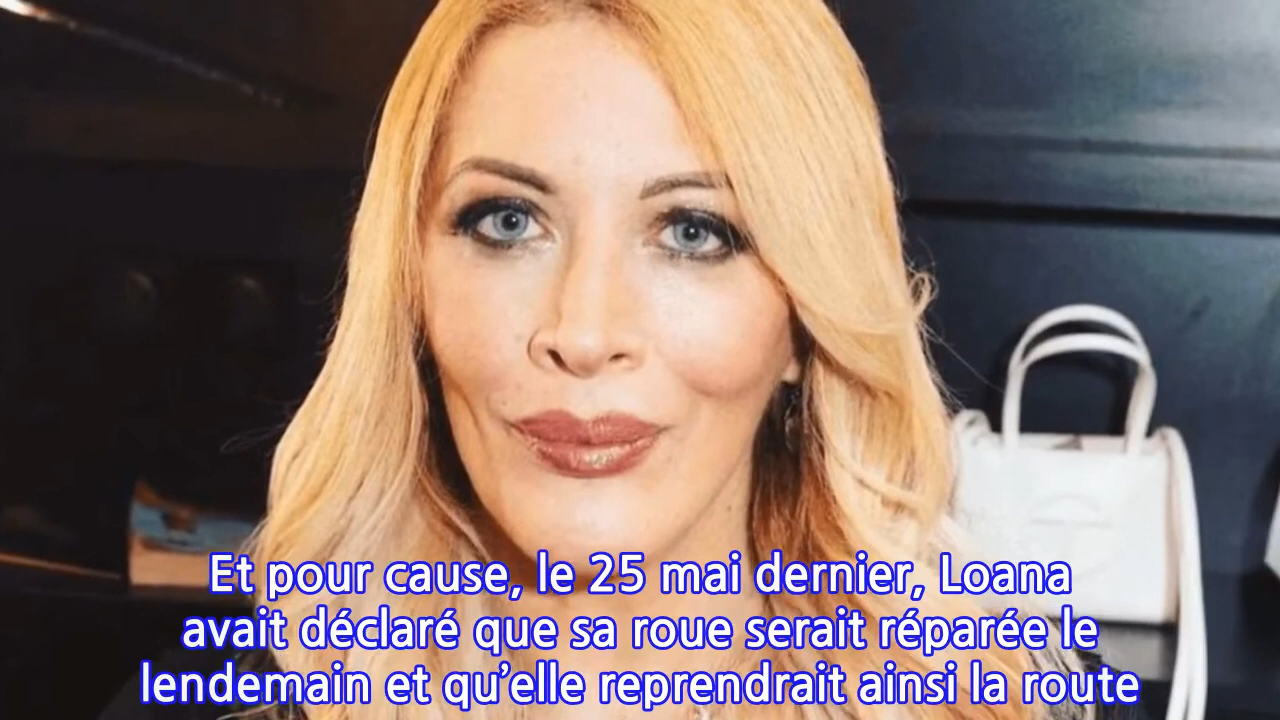 Et pour cause, le 25 mai dernier, Loana
avait déclaré que sa roue serait réparée le
lendemain et qu’elle reprendrait ainsi la route